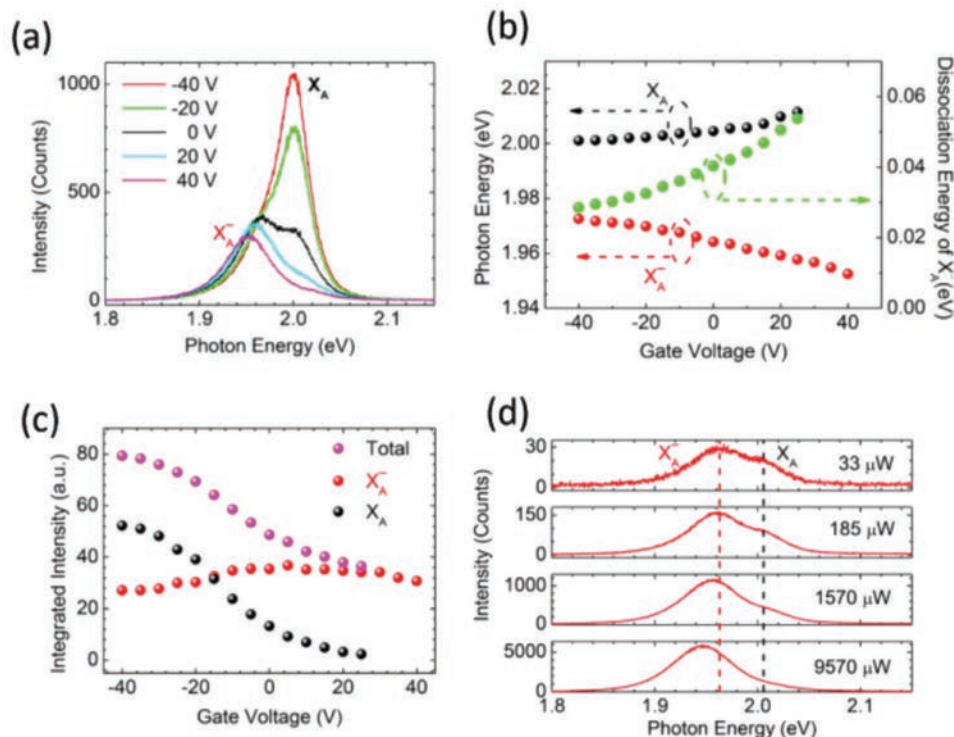 (a)
-40 V
-20 V
0 V
20 V
40 V
X_A
X_A^-
1000
500
0
1.8 1.9 2.0 2.1
Intensity (Counts)
Photon Energy (eV)
(b)
X_A
X_A^-
2.02
2.00
1.98
1.96
1.94
0.06
0.04
0.02
0.00
-40 -20 0 20 40
Photon Energy (eV)
Dissociation Energy of X_A^-(eV)
Gate Voltage (V)
(c)
Total
X_A^-
X_A
80
60
40
20
0
-40 -20 0 20 40
Integrated Intensity (a.u.)
Gate Voltage (V)
(d)
X_A^- X_A
30
0
33 μW
150
0
185 μW
1000
0
1570 μW
5000
0
9570 μW
1.8 1.9 2.0 2.1
Intensity (Counts)
Photon Energy (eV)